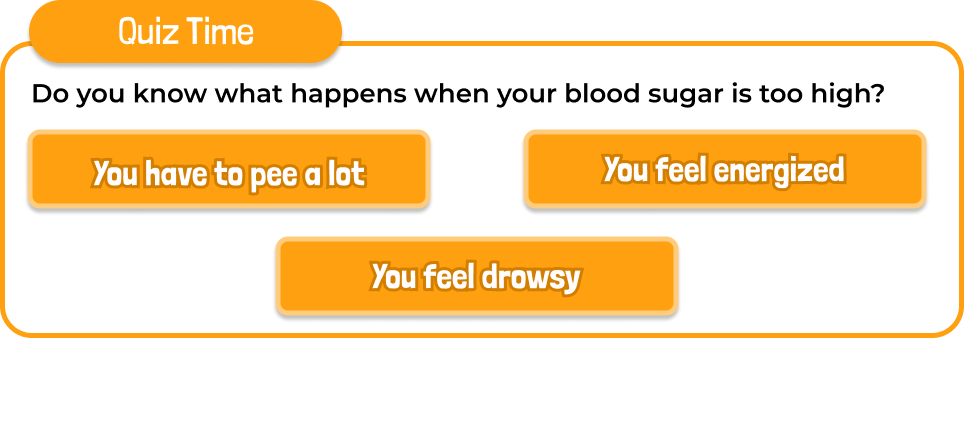 Quiz Time
Do you know what happens when your blood sugar is too high?
You have to pee a lot
You feel energized
You feel drowsy